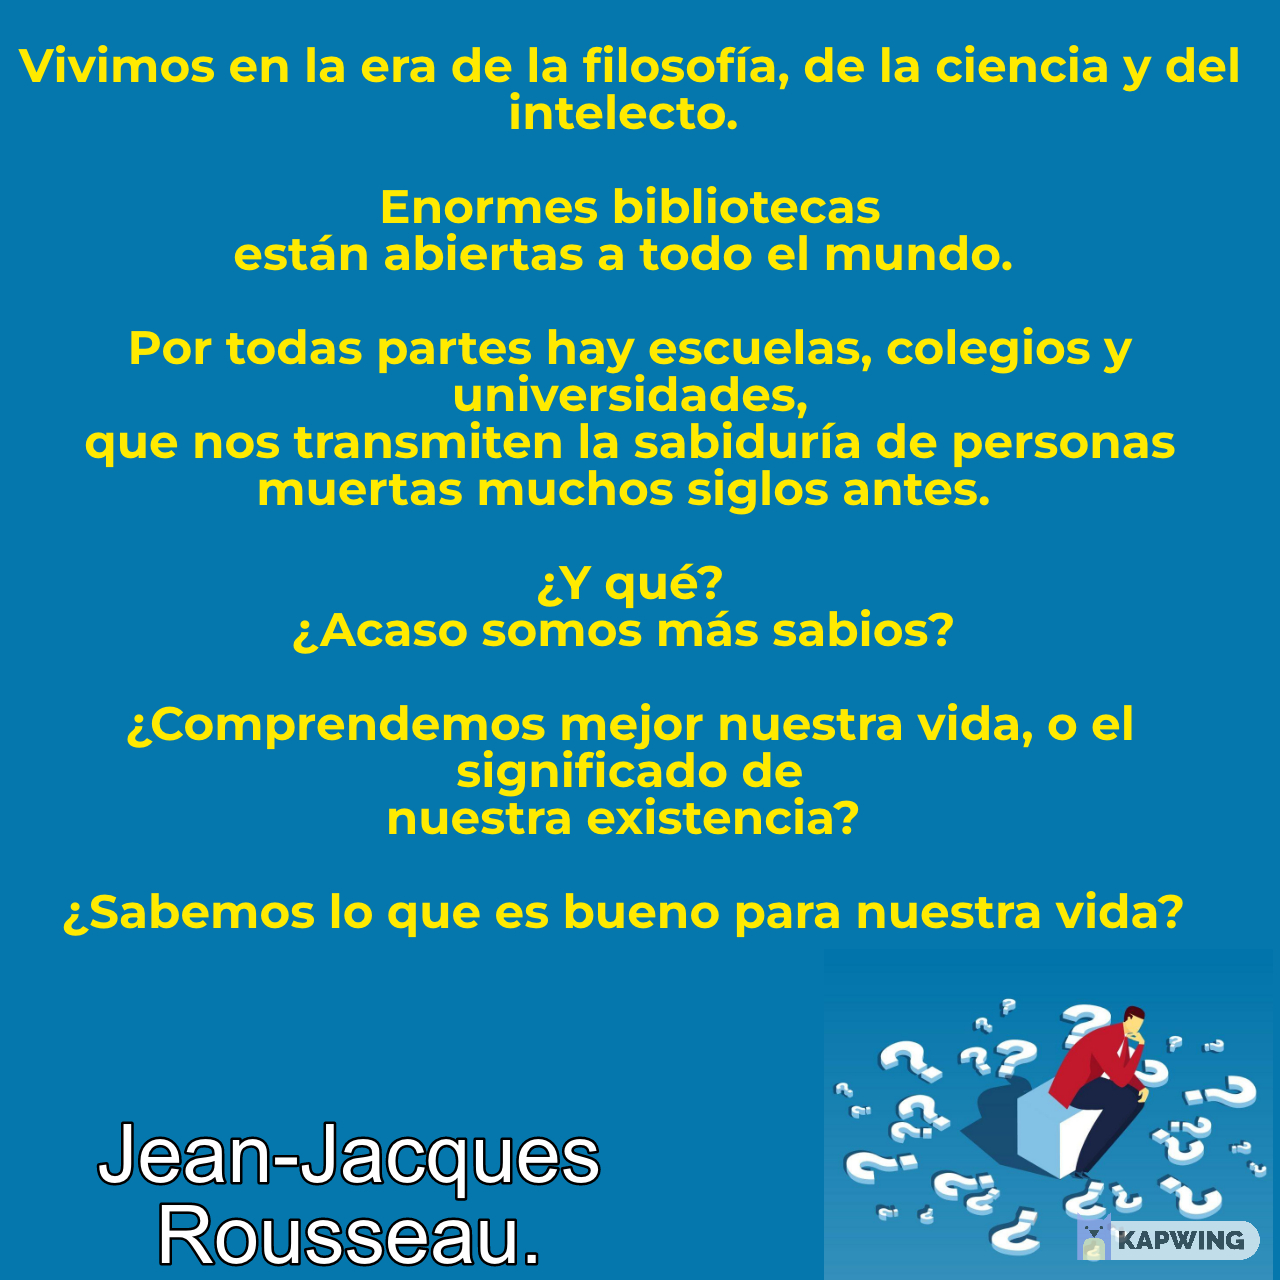 Vivimos en la era de la filosofía, de la ciencia y del
intelecto.
Enormes bibliotecas
están abiertas a todo el mundo.
Por todas partes hay escuelas, colegios y
universidades,
que nos transmiten la sabiduría de personas
muertas muchos siglos antes.
¿Y qué?
¿Acaso somos más sabios?
¿Comprendemos mejor nuestra vida, o el
significado de
nuestra existencia?
¿Sabemos lo que es bueno para nuestra vida?
Jean-Jacques
Rousseau.
KAPWING